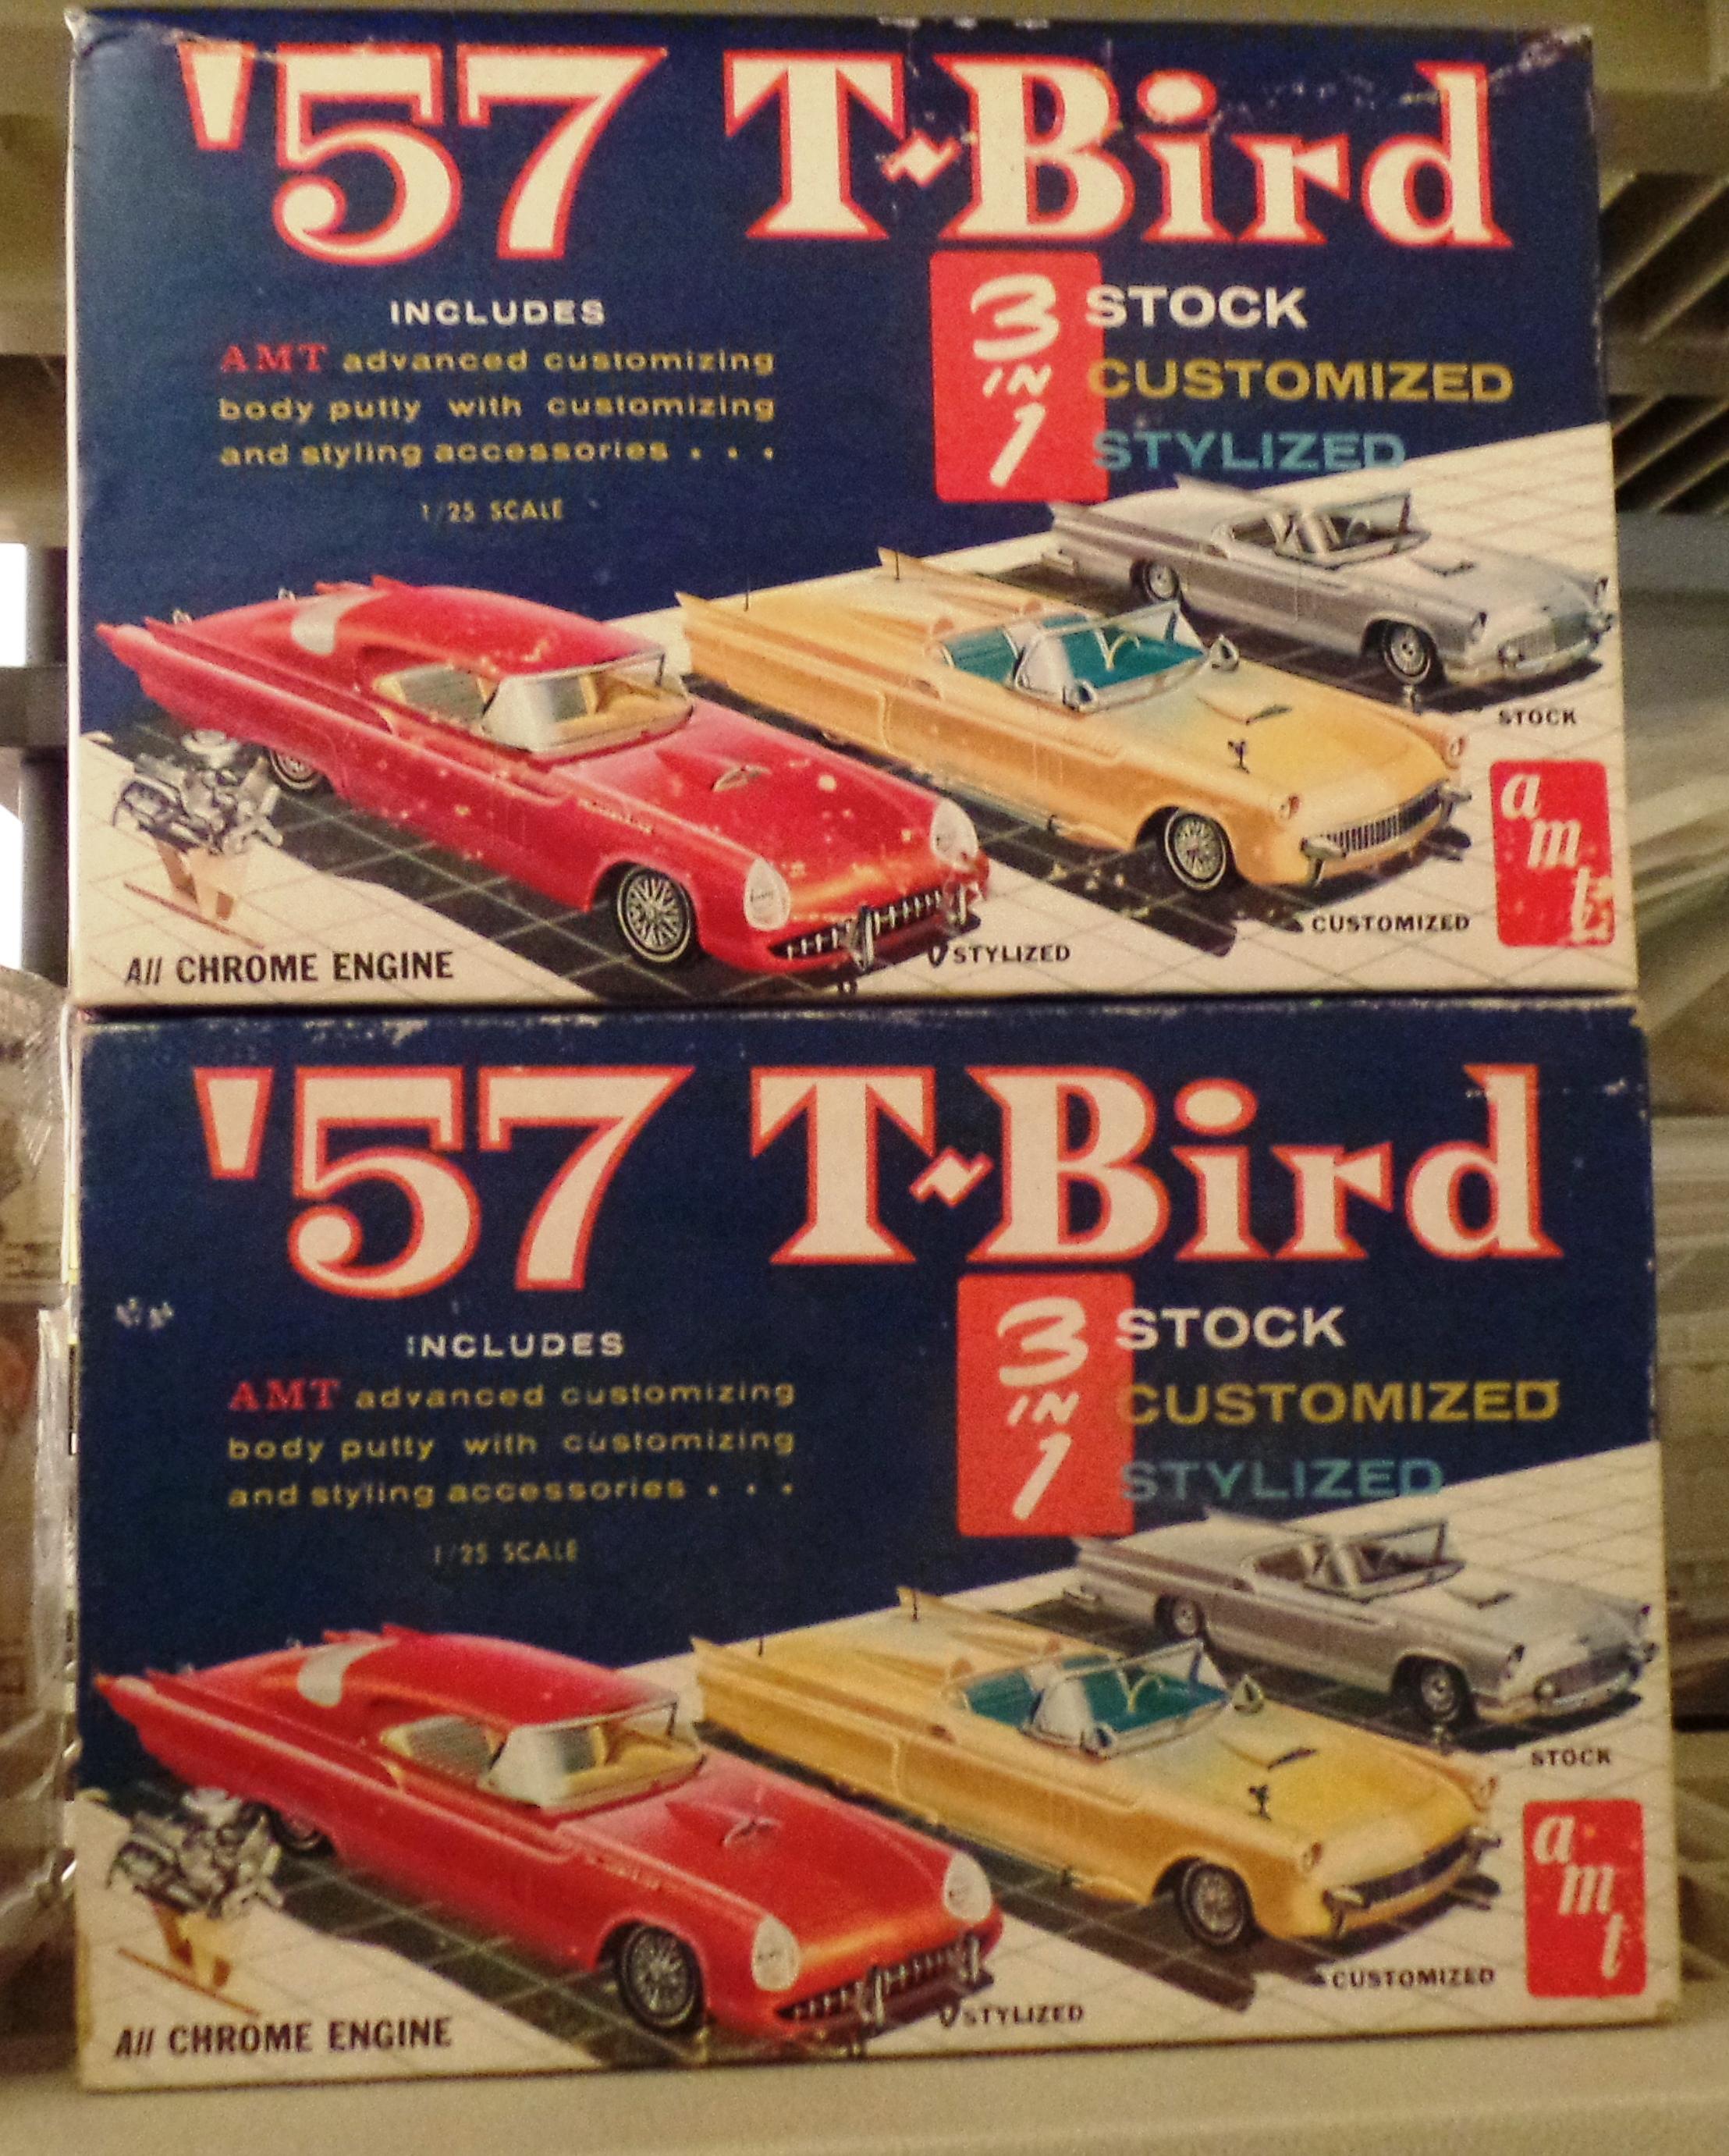 '57 T-Bird
INCLUDES
AMT advanced customizing
body putty with customizing
and styling accessories . . .
1/25 SCALE
3
IN
1
STOCK
CUSTOMIZED
STYLIZED
STOCK
CUSTOMIZED
STYLIZED
All CHROME ENGINE
amt
'57 T-Bird
INCLUDES
AMT advanced customizing
body putty with customizing
and styling accessories . . .
1/25 SCALE
3
IN
1
STOCK
CUSTOMIZED
STYLIZED
STOCK
CUSTOMIZED
STYLIZED
All CHROME ENGINE
amt